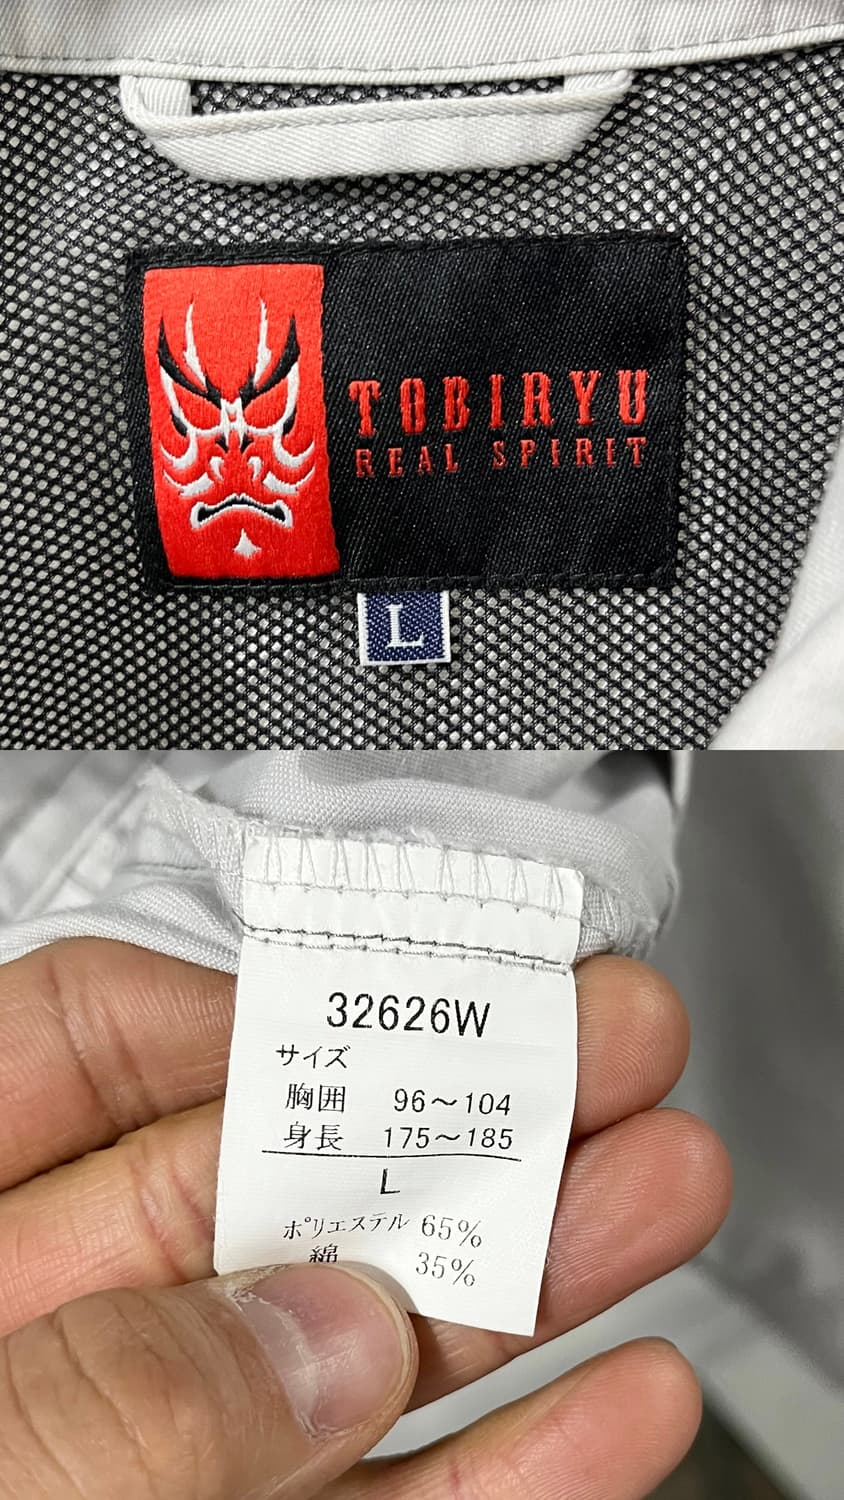 TOBIRYU
REAL SPIRIT
L
32626W
サイズ
胸囲 96～104
身長 175～185
L
ポリエステル 65%
綿 35%